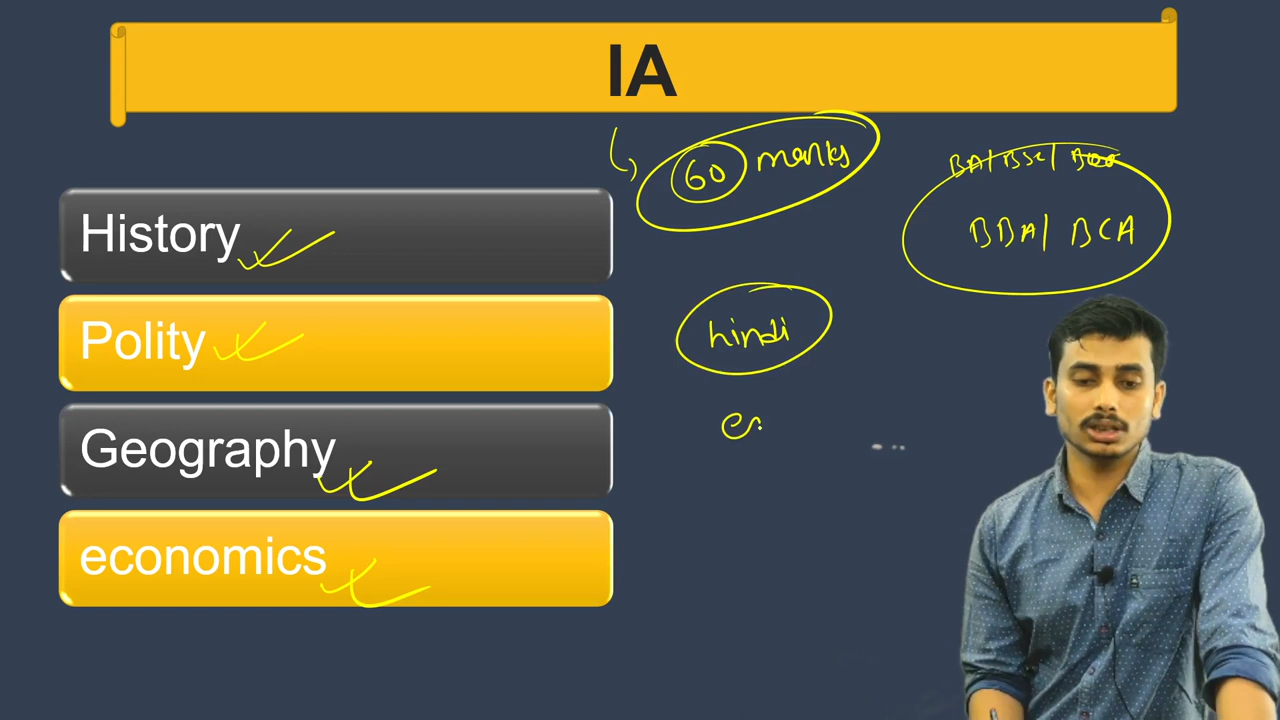 IA
60 marks
BA/BSC/
BBA/ BCA
History
Polity
Geography
economics
hindi